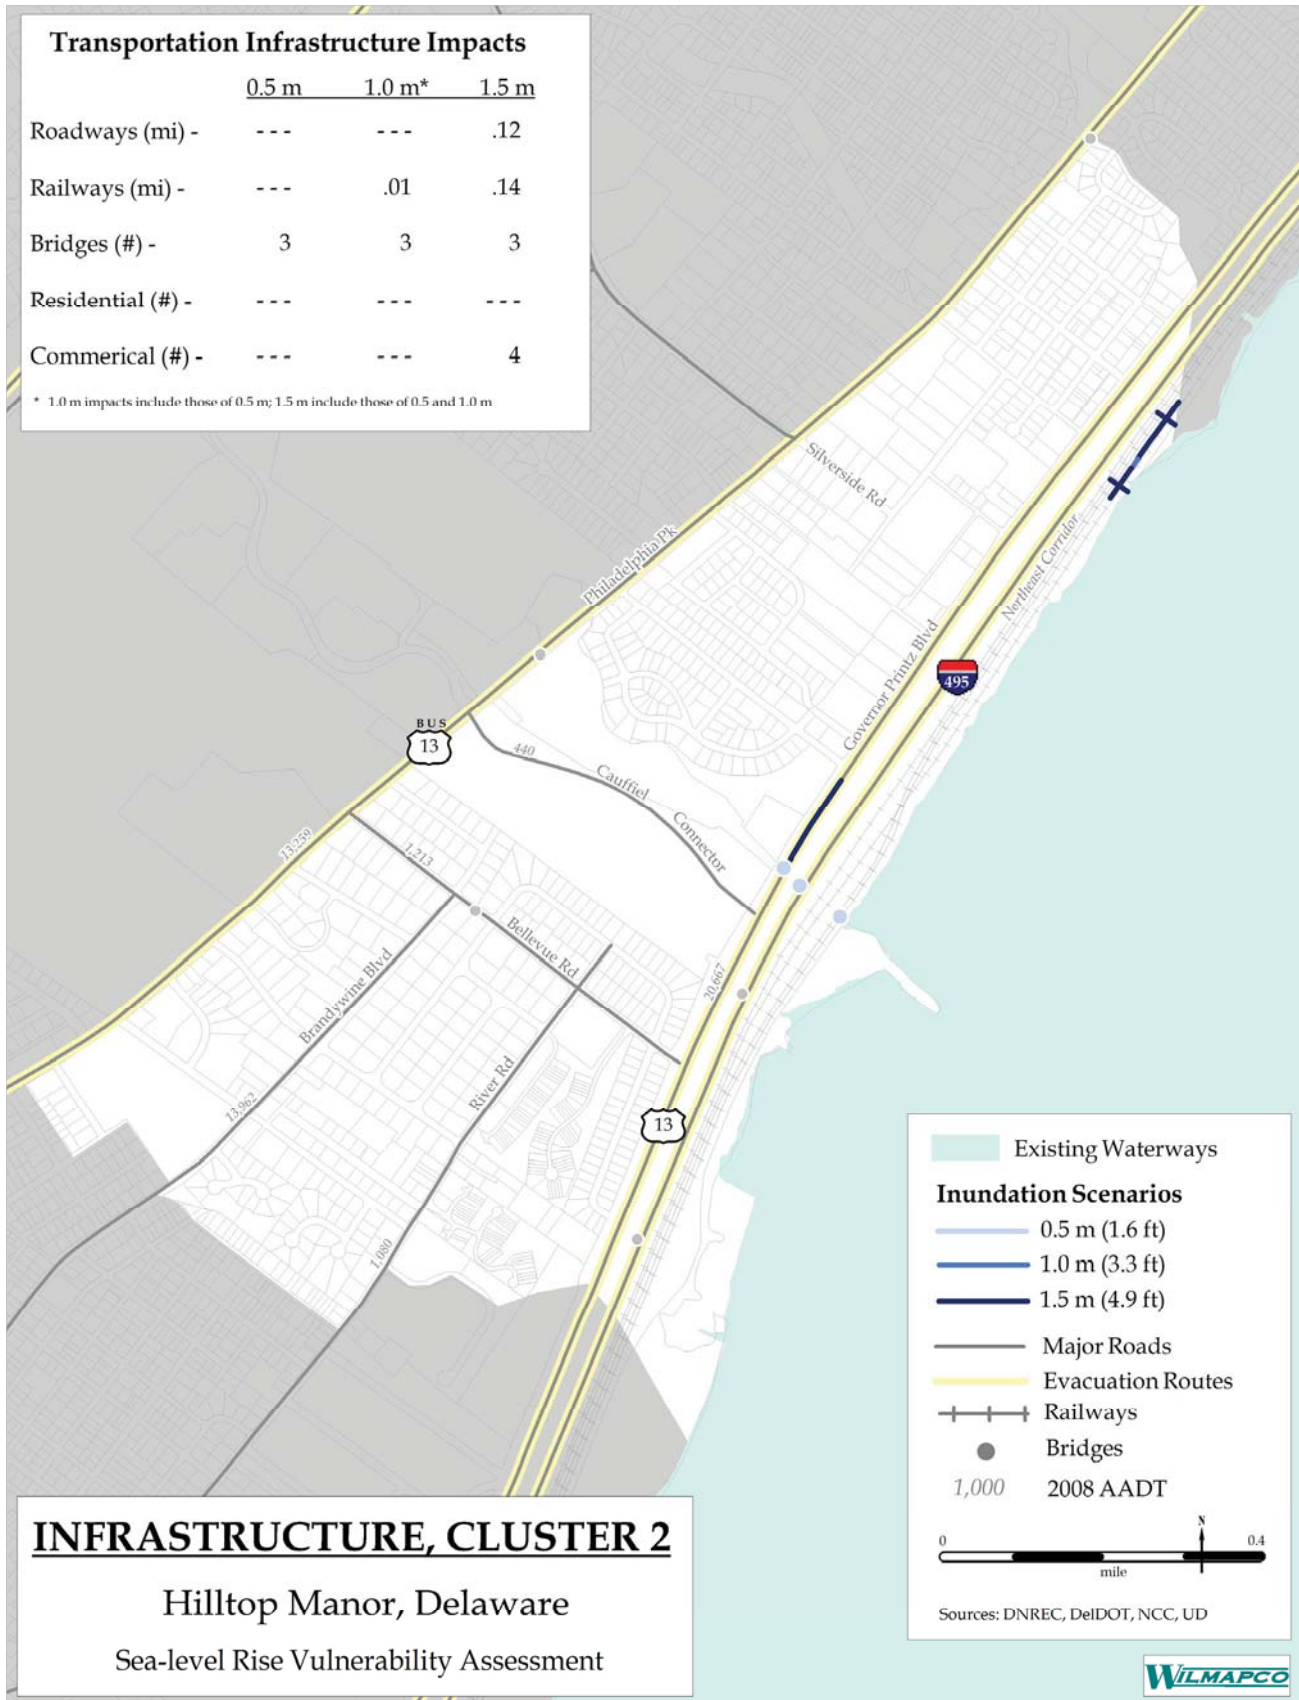 Transportation Infrastructure Impacts
0.5 m 1.0 m* 1.5 m
Roadways (mi) - - - - - - - .12
Railways (mi) - - - - .01 .14
Bridges (#) - 3 3 3
Residential (#) - - - - - - - - - -
Commerical (#) - - - - - - - 4
* 1.0 m impacts include those of 0.5 m; 1.5 m include those of 0.5 and 1.0 m
Silverside Rd
Philadelphia Pk
Northeast Corridor
Governor Printz Blvd
495
BUS
13
440
Cauffiel
Connector
13,259
1,213
Bellevue Rd
Brandywine Blvd
20,667
River Rd
13,962
13
1,080
Existing Waterways
Inundation Scenarios
0.5 m (1.6 ft)
1.0 m (3.3 ft)
1.5 m (4.9 ft)
Major Roads
Evacuation Routes
Railways
Bridges
1,000 2008 AADT
N
0 0.4
mile
Sources: DNREC, DelDOT, NCC, UD
INFRASTRUCTURE, CLUSTER 2
Hilltop Manor, Delaware
Sea-level Rise Vulnerability Assessment
WILMAPCO